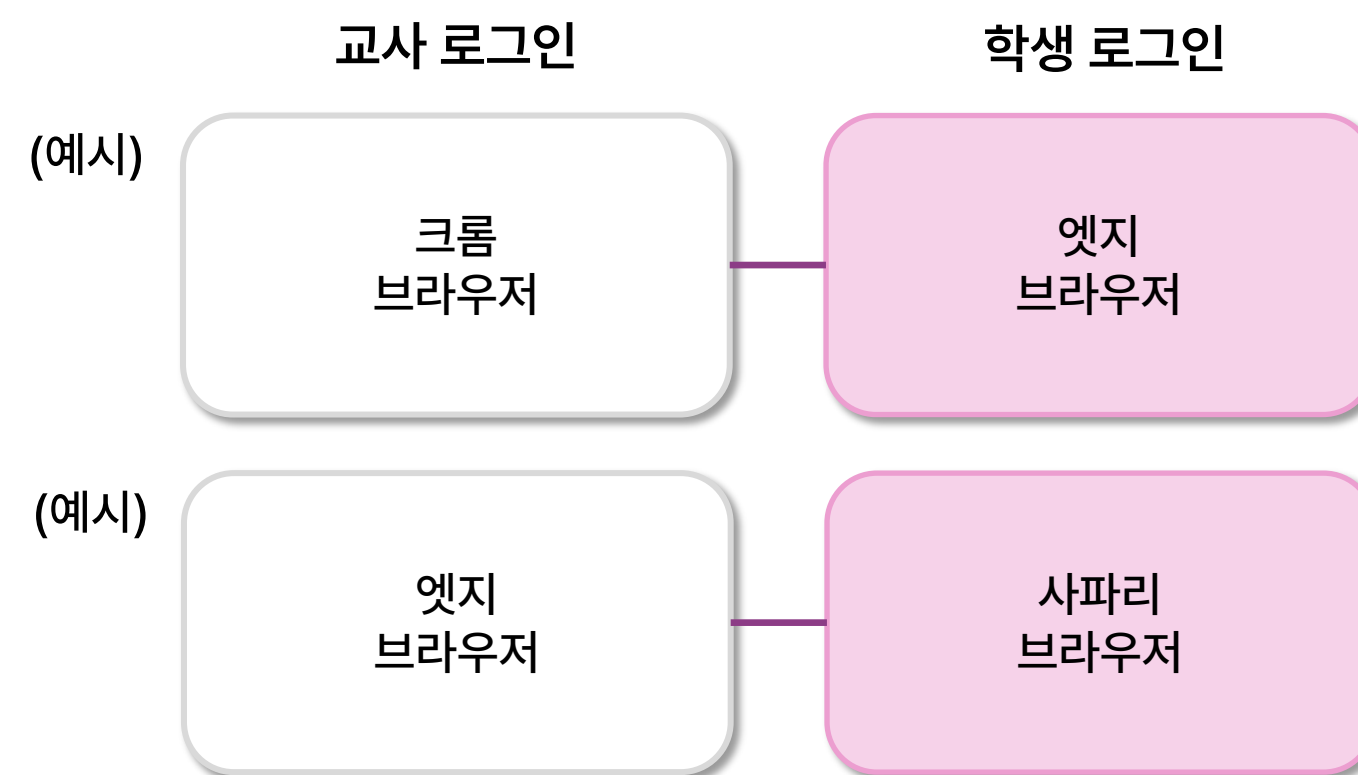 교사 로그인
학생 로그인
(예시)
크롬
브라우저
엣지
브라우저
(예시)
엣지
브라우저
사파리
브라우저